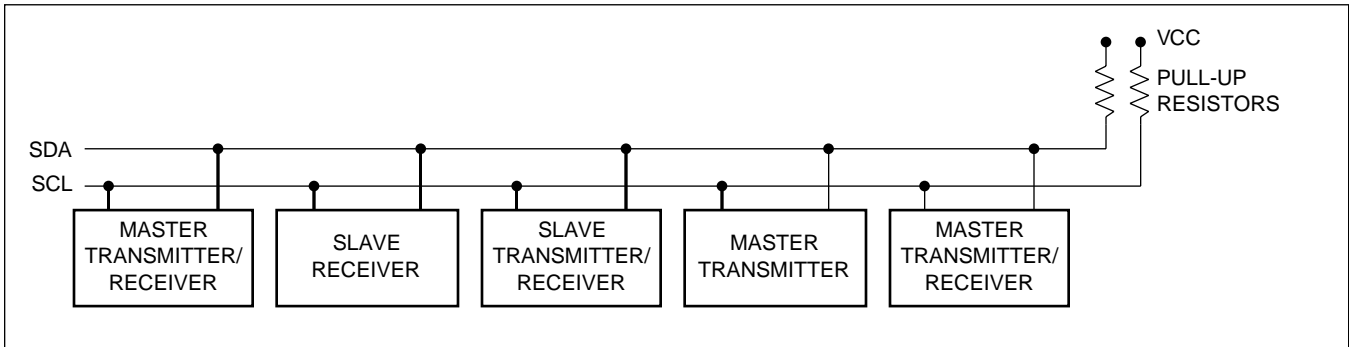 VCC
PULL-UP
RESISTORS
SDA
SCL
MASTER
TRANSMITTER/
RECEIVER
SLAVE
RECEIVER
SLAVE
TRANSMITTER/
RECEIVER
MASTER
TRANSMITTER
MASTER
TRANSMITTER/
RECEIVER